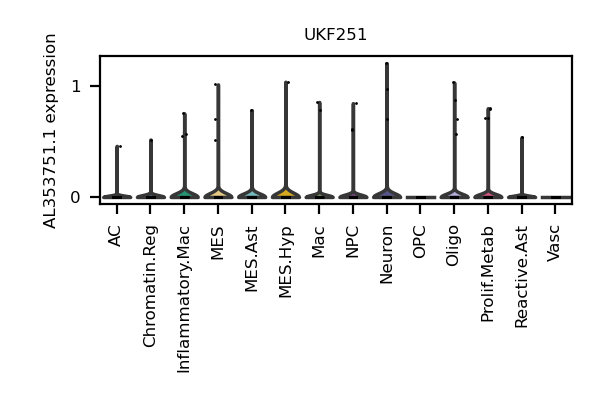 UKF251
AL353751.1 expression
1
0
AC
Chromatin.Reg
Inflammatory.Mac
MES
MES.Ast
MES.Hyp
Mac
NPC
Neuron
OPC
Oligo
Prolif.Metab
Reactive.Ast
Vasc